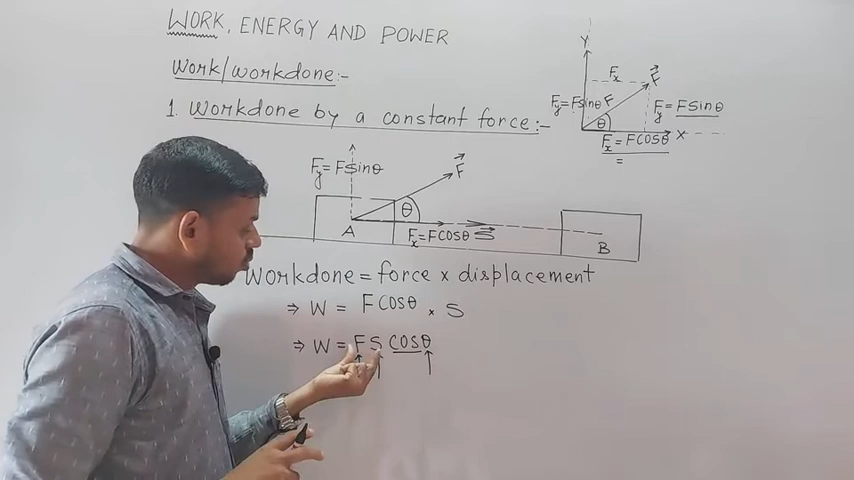 WORK, ENERGY AND POWER
Work/workdone:-
1. Workdone by a constant force:-
Y
Fx
F
Fy = Fsinθ F
Fy = Fsinθ
θ
X
Fx = FCOSθ
=
Fy = Fsinθ
F
θ
A
Fx = FCOSθ S
B
Workdone = force x displacement
⇒ W = FCOSθ x S
⇒ W = FS COSθ